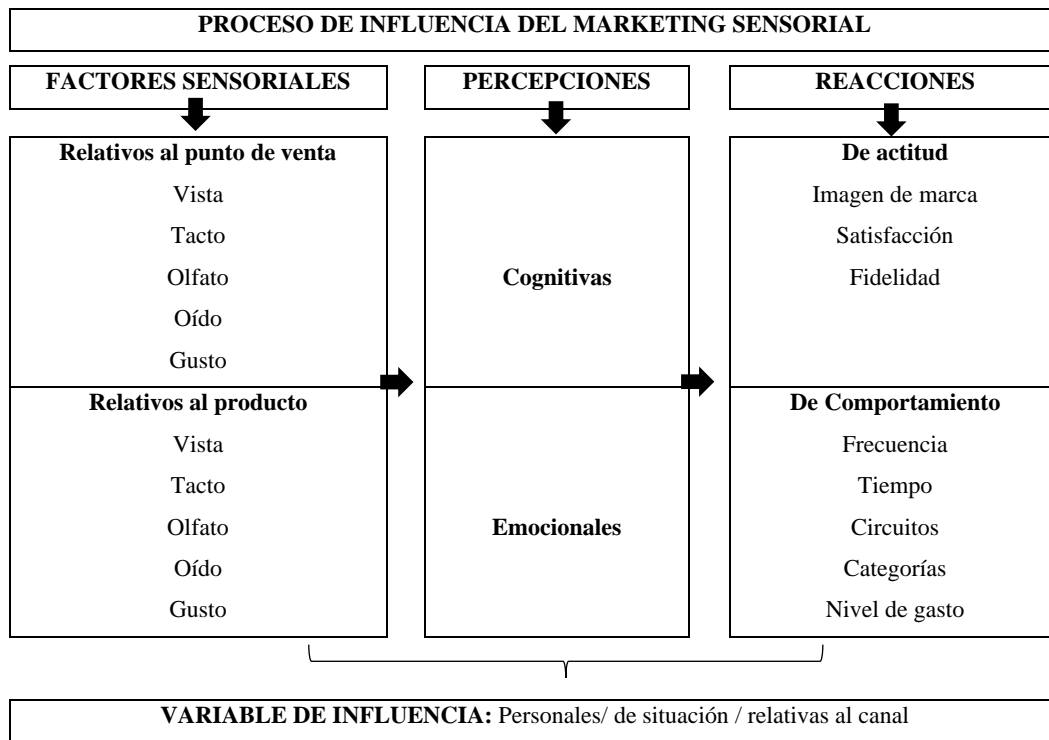 PROCESO DE INFLUENCIA DEL MARKETING SENSORIAL
FACTORES SENSORIALES
PERCEPCIONES
REACCIONES
Relativos al punto de venta
Vista
Tacto
Olfato
Oído
Gusto
Relativos al producto
Vista
Tacto
Olfato
Oído
Gusto
Cognitivas
Emocionales
De actitud
Imagen de marca
Satisfacción
Fidelidad
De Comportamiento
Frecuencia
Tiempo
Circuitos
Categorías
Nivel de gasto
VARIABLE DE INFLUENCIA: Personales/ de situación / relativas al canal